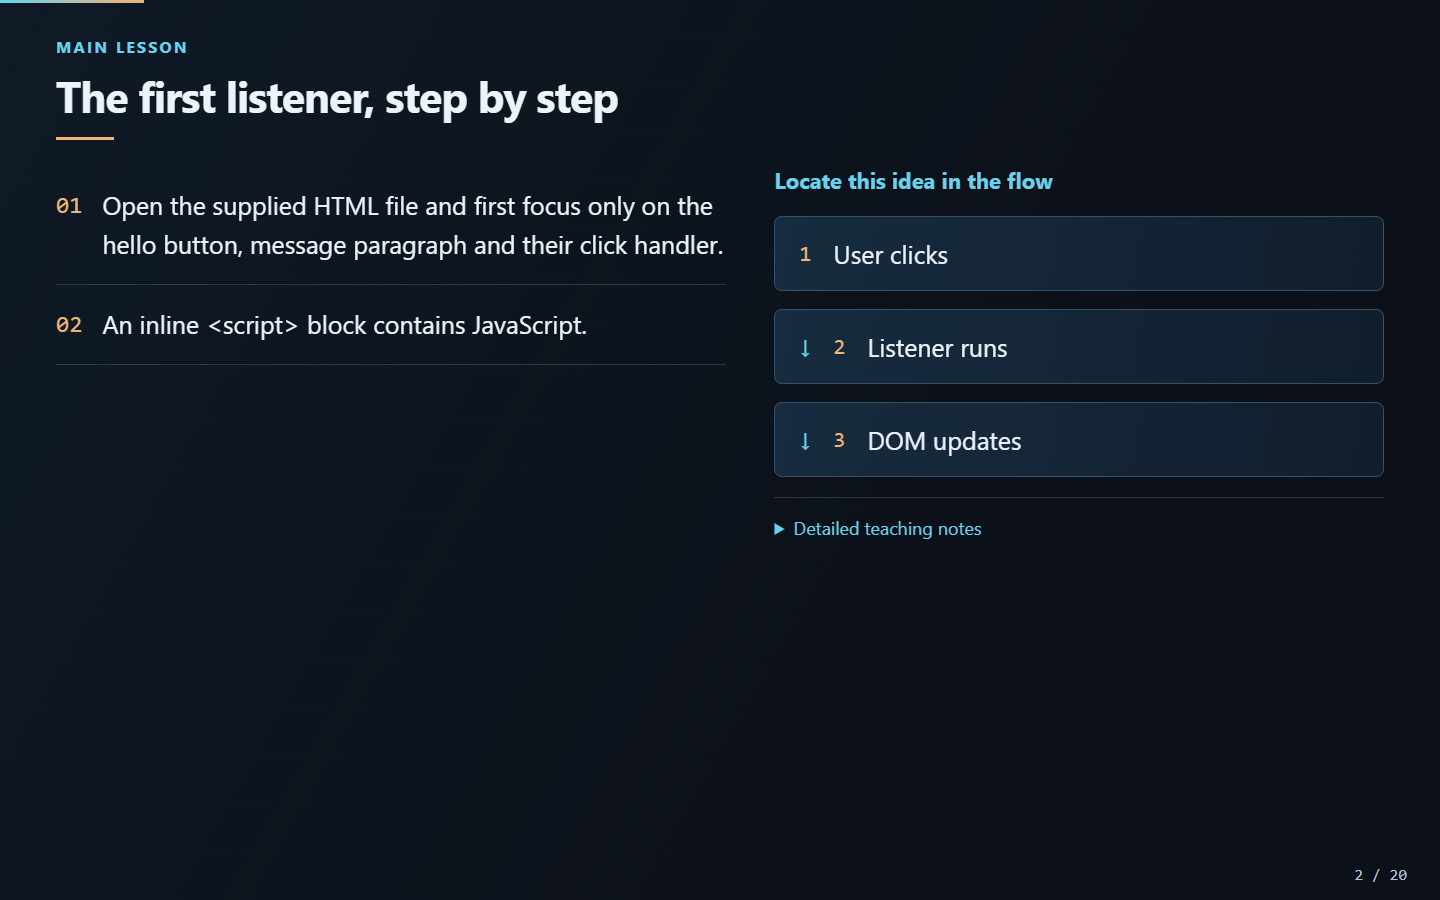 MAIN LESSON
The first listener, step by step
01 Open the supplied HTML file and first focus only on the
hello button, message paragraph and their click handler.
02 An inline <script> block contains JavaScript.
Locate this idea in the flow
1 User clicks
↓ 2 Listener runs
↓ 3 DOM updates
▶ Detailed teaching notes
2 / 20